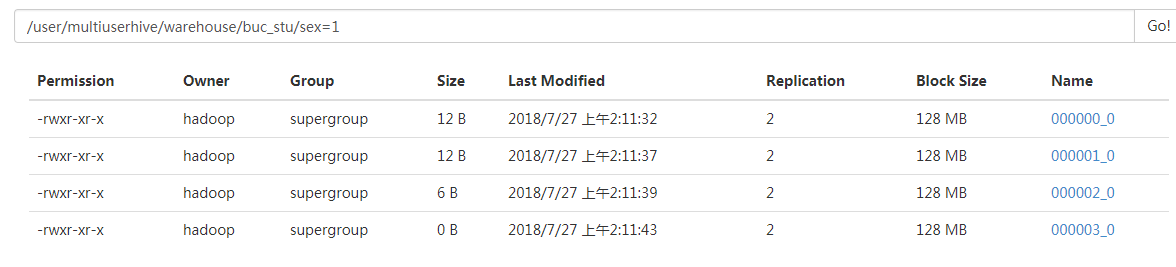 /user/multiuserhive/warehouse/buc_stu/sex=1 Go!
Permission Owner Group Size Last Modified Replication Block Size Name
-rwxr-xr-x hadoop supergroup 12 B 2018/7/27 上午2:11:32 2 128 MB 000000_0
-rwxr-xr-x hadoop supergroup 12 B 2018/7/27 上午2:11:37 2 128 MB 000001_0
-rwxr-xr-x hadoop supergroup 6 B 2018/7/27 上午2:11:39 2 128 MB 000002_0
-rwxr-xr-x hadoop supergroup 0 B 2018/7/27 上午2:11:43 2 128 MB 000003_0